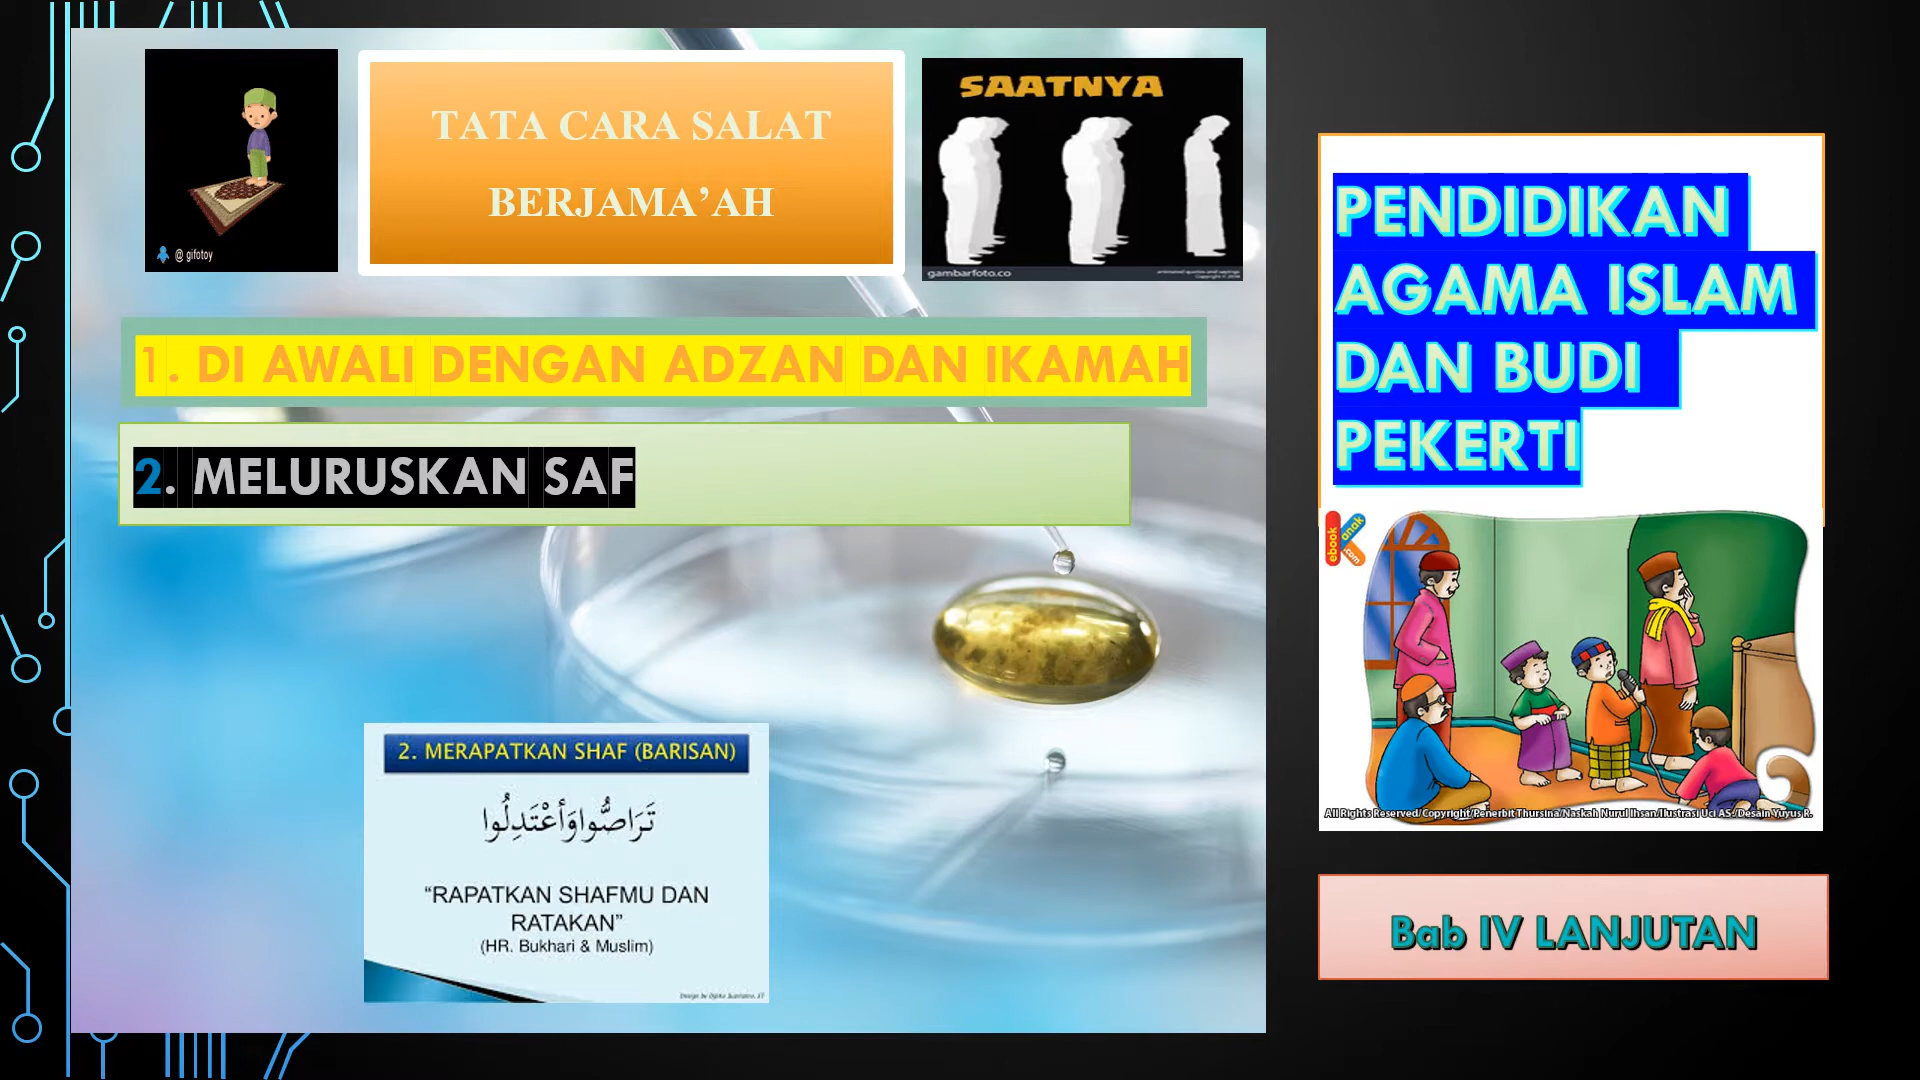 @ gifotoy
TATA CARA SALAT
BERJAMA’AH
SAATNYA
gambarfoto.co
1. DI AWALI DENGAN ADZAN DAN IKAMAH
2. MELURUSKAN SAF
2. MERAPATKAN SHAF (BARISAN)
تَرَاصُّواوَأعْتَدِلُوا
“RAPATKAN SHAFMU DAN
RATAKAN”
(HR. Bukhari & Muslim)
PENDIDIKAN
AGAMA ISLAM
DAN BUDI
PEKERTI
ebook
anak
.com
All Rights Reserved/Copyright/Penerbit Thursina/Naskah Nurul Ihsan/Ilustrasi Uci AS./Desain Yuyus R.
Bab IV LANJUTAN